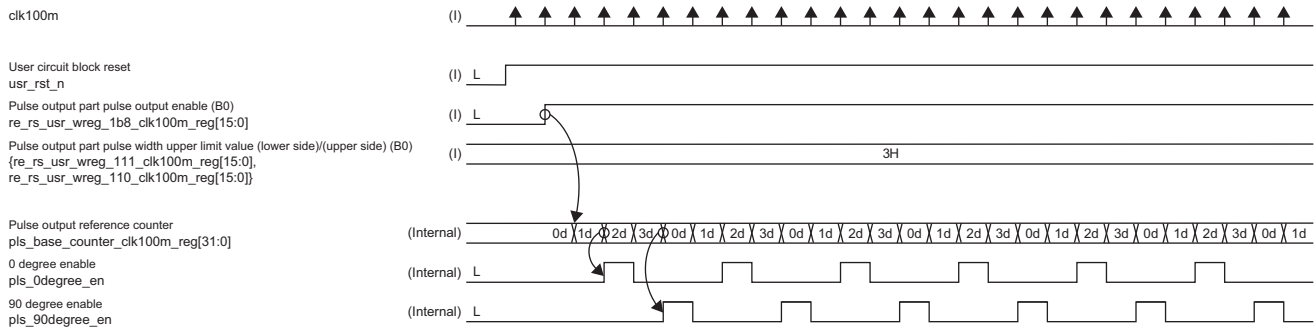 clk100m (I)
User circuit block reset
usr_rst_n (I) L
Pulse output part pulse output enable (B0)
re_rs_usr_wreg_1b8_clk100m_reg[15:0] (I) L
Pulse output part pulse width upper limit value (lower side)/(upper side) (B0)
{re_rs_usr_wreg_111_clk100m_reg[15:0],
re_rs_usr_wreg_110_clk100m_reg[15:0]} (I) 3H
Pulse output reference counter
pls_base_counter_clk100m_reg[31:0] (Internal) 0d 1d 2d 3d 0d 1d 2d 3d 0d 1d 2d 3d 0d 1d 2d 3d 0d 1d 2d 3d 0d 1d 2d 3d 0d 1d
0 degree enable
pls_0degree_en (Internal) L
90 degree enable
pls_90degree_en (Internal) L